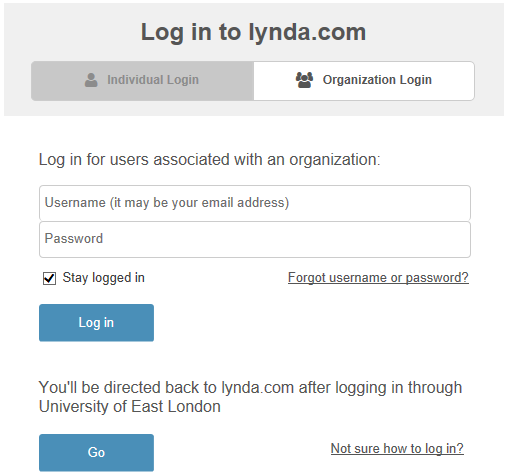 Log in to lynda.com
Individual Login
Organization Login
Log in for users associated with an organization:
Username (it may be your email address)
Password
Stay logged in
Forgot username or password?
Log in
You'll be directed back to lynda.com after logging in through
University of East London
Go
Not sure how to log in?